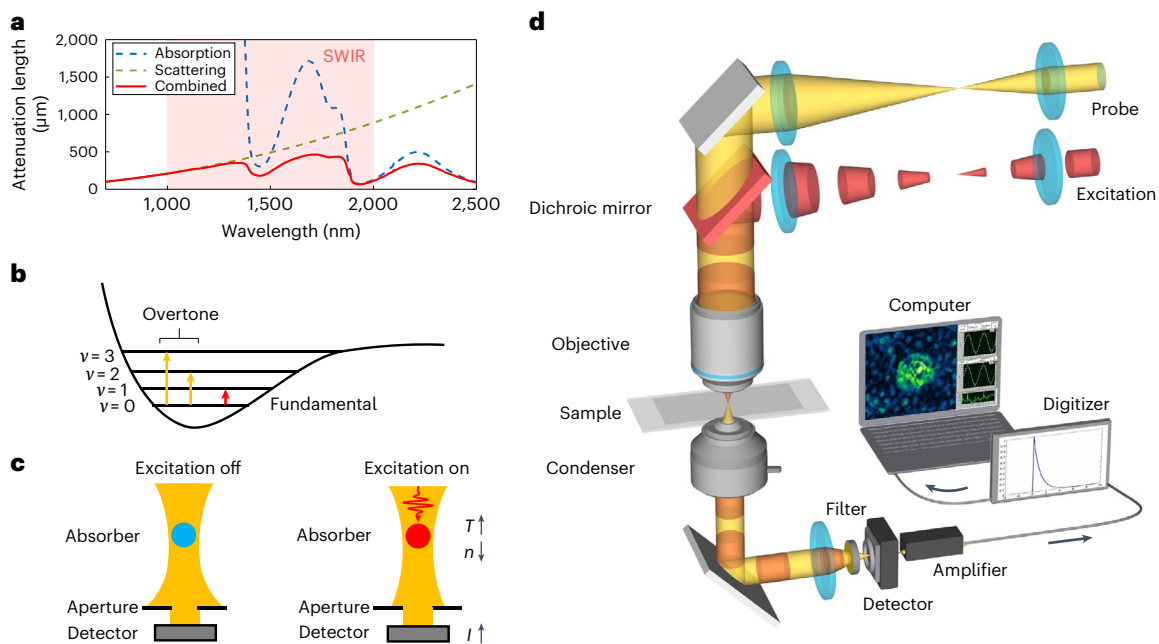 a
2,000
1,500
1,000
500
0
Attenuation length
(μm)
Absorption
Scattering
Combined
SWIR
1,000
1,500
2,000
2,500
Wavelength (nm)
b
Overtone
ν = 3
ν = 2
ν = 1
ν = 0
Fundamental
c
Excitation off
Excitation on
Absorber
Absorber
T
n
Aperture
Aperture
Detector
Detector
I
d
Probe
Excitation
Dichroic mirror
Computer
Objective
Sample
Digitizer
Condenser
Filter
Amplifier
Detector